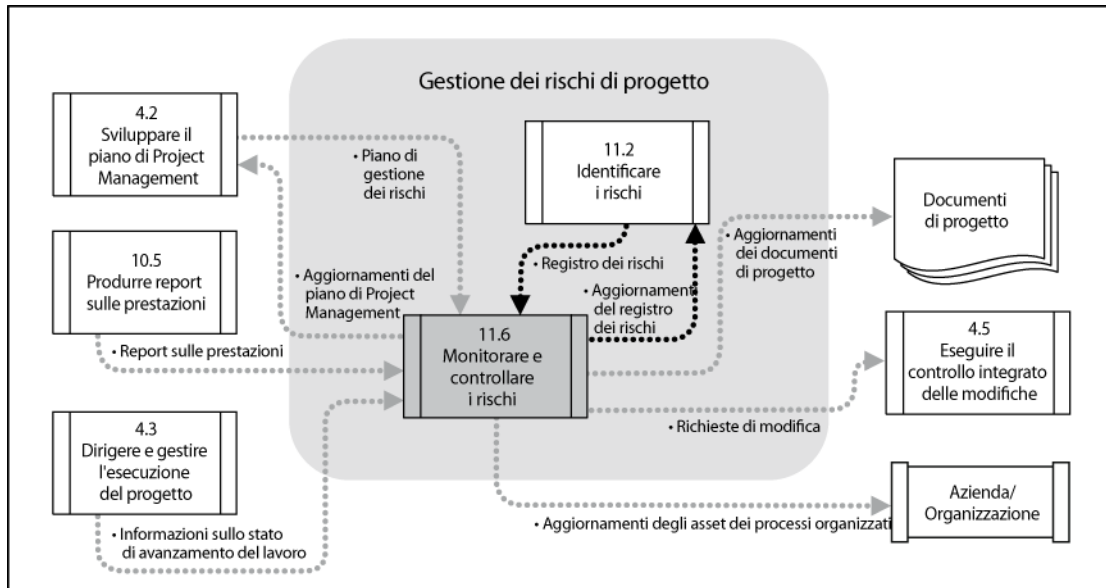 Gestione dei rischi di progetto
4.2
Sviluppare il
piano di Project
Management
• Piano di
gestione
dei rischi
11.2
Identificare
i rischi
Documenti
di progetto
• Aggiornamenti
dei documenti
di progetto
10.5
Produrre report
sulle prestazioni
• Aggiornamenti del
piano di Project
Management
• Registro dei rischi
• Aggiornamenti
del registro
dei rischi
• Report sulle prestazioni
11.6
Monitorare e
controllare
i rischi
4.5
Eseguire il
controllo integrato
delle modifiche
• Richieste di modifica
4.3
Dirigere e gestire
l'esecuzione
del progetto
• Informazioni sullo stato
di avanzamento del lavoro
• Aggiornamenti degli asset dei processi organizzati
Azienda/
Organizzazione